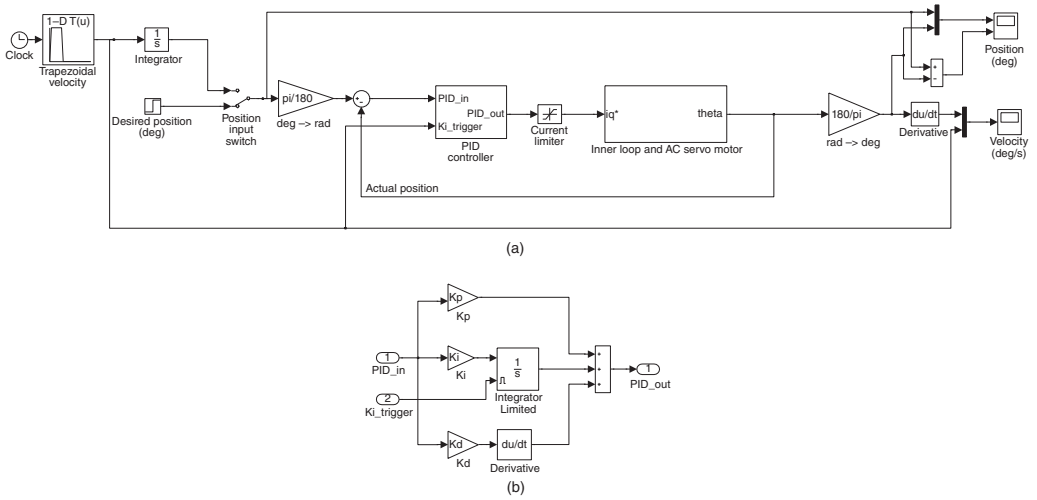 1–D T(u)
Clock
Trapezoidal
velocity
1
s
Integrator
Desired position
(deg)
Position
input
switch
pi/180
deg –> rad
+
-
PID_in
PID_out
Ki_trigger
PID
controller
Current
limiter
iq*
theta
Inner loop and AC servo motor
Actual position
180/pi
rad –> deg
+
−
du/dt
Derivative
Position
(deg)
Velocity
(deg/s)
(a)
Kp
Kp
1
PID_in
Ki
Ki
1
s
Integrator
Limited
2
Ki_trigger
Kd
Kd
du/dt
Derivative
+
+
+
1
PID_out
(b)